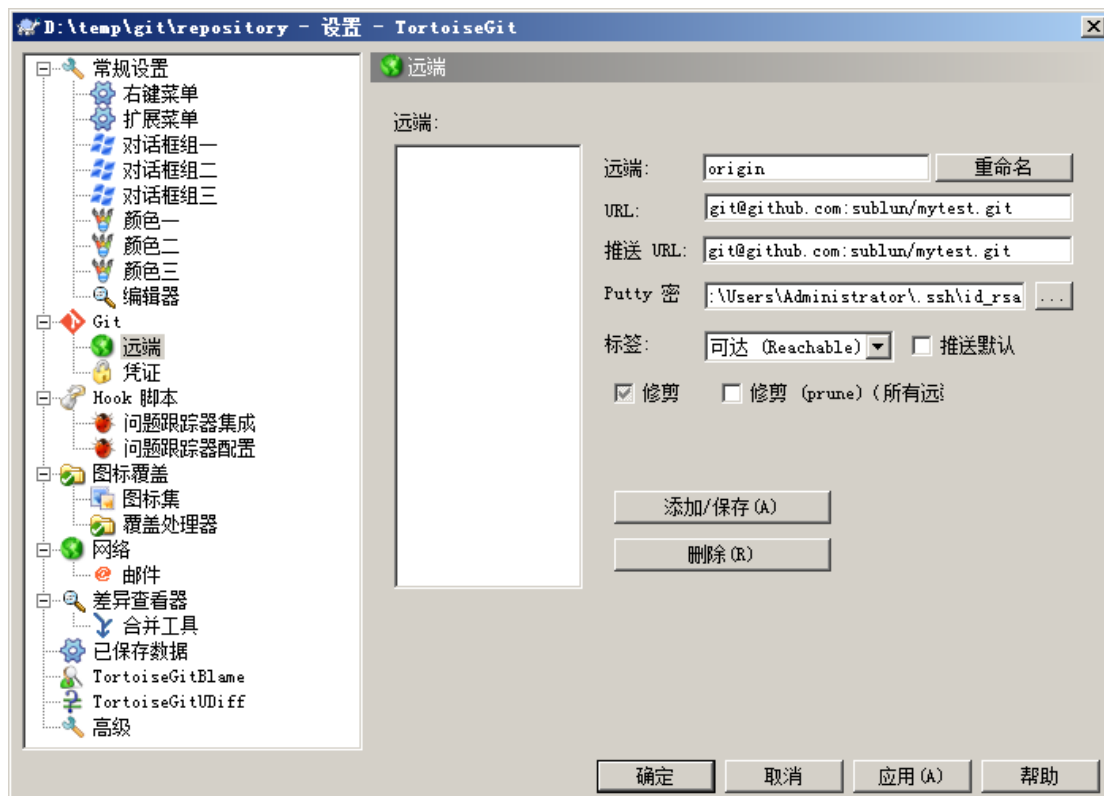 D:\temp\git\repository - 设置 - TortoiseGit
常规设置
右键菜单
扩展菜单
对话框组一
对话框组二
对话框组三
颜色一
颜色二
颜色三
编辑器
Git
远端
凭证
Hook 脚本
问题跟踪器集成
问题跟踪器配置
图标覆盖
图标集
覆盖处理器
网络
邮件
差异查看器
合并工具
已保存数据
TortoiseGitBlame
TortoiseGitUDiff
高级
远端
远端:
远端: origin 重命名
URL: git@github.com:sublun/mytest.git
推送 URL: git@github.com:sublun/mytest.git
Putty 密 :\Users\Administrator\.ssh\id_rsa ...
标签: 可达 (Reachable) 推送默认
修剪 修剪 (prune) (所有远
添加/保存(A)
删除(R)
确定 取消 应用(A) 帮助